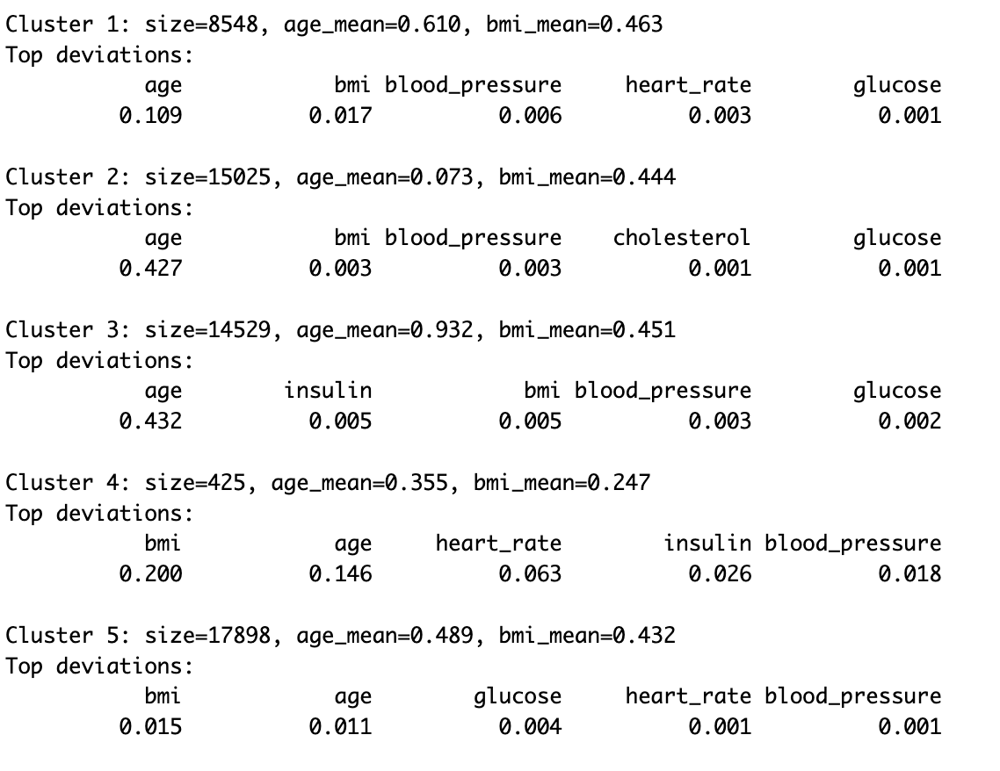 Cluster 1: size=8548, age_mean=0.610, bmi_mean=0.463
Top deviations:
age bmi blood_pressure heart_rate glucose
0.109 0.017 0.006 0.003 0.001
Cluster 2: size=15025, age_mean=0.073, bmi_mean=0.444
Top deviations:
age bmi blood_pressure cholesterol glucose
0.427 0.003 0.003 0.001 0.001
Cluster 3: size=14529, age_mean=0.932, bmi_mean=0.451
Top deviations:
age insulin bmi blood_pressure glucose
0.432 0.005 0.005 0.003 0.002
Cluster 4: size=425, age_mean=0.355, bmi_mean=0.247
Top deviations:
bmi age heart_rate insulin blood_pressure
0.200 0.146 0.063 0.026 0.018
Cluster 5: size=17898, age_mean=0.489, bmi_mean=0.432
Top deviations:
bmi age glucose heart_rate blood_pressure
0.015 0.011 0.004 0.001 0.001